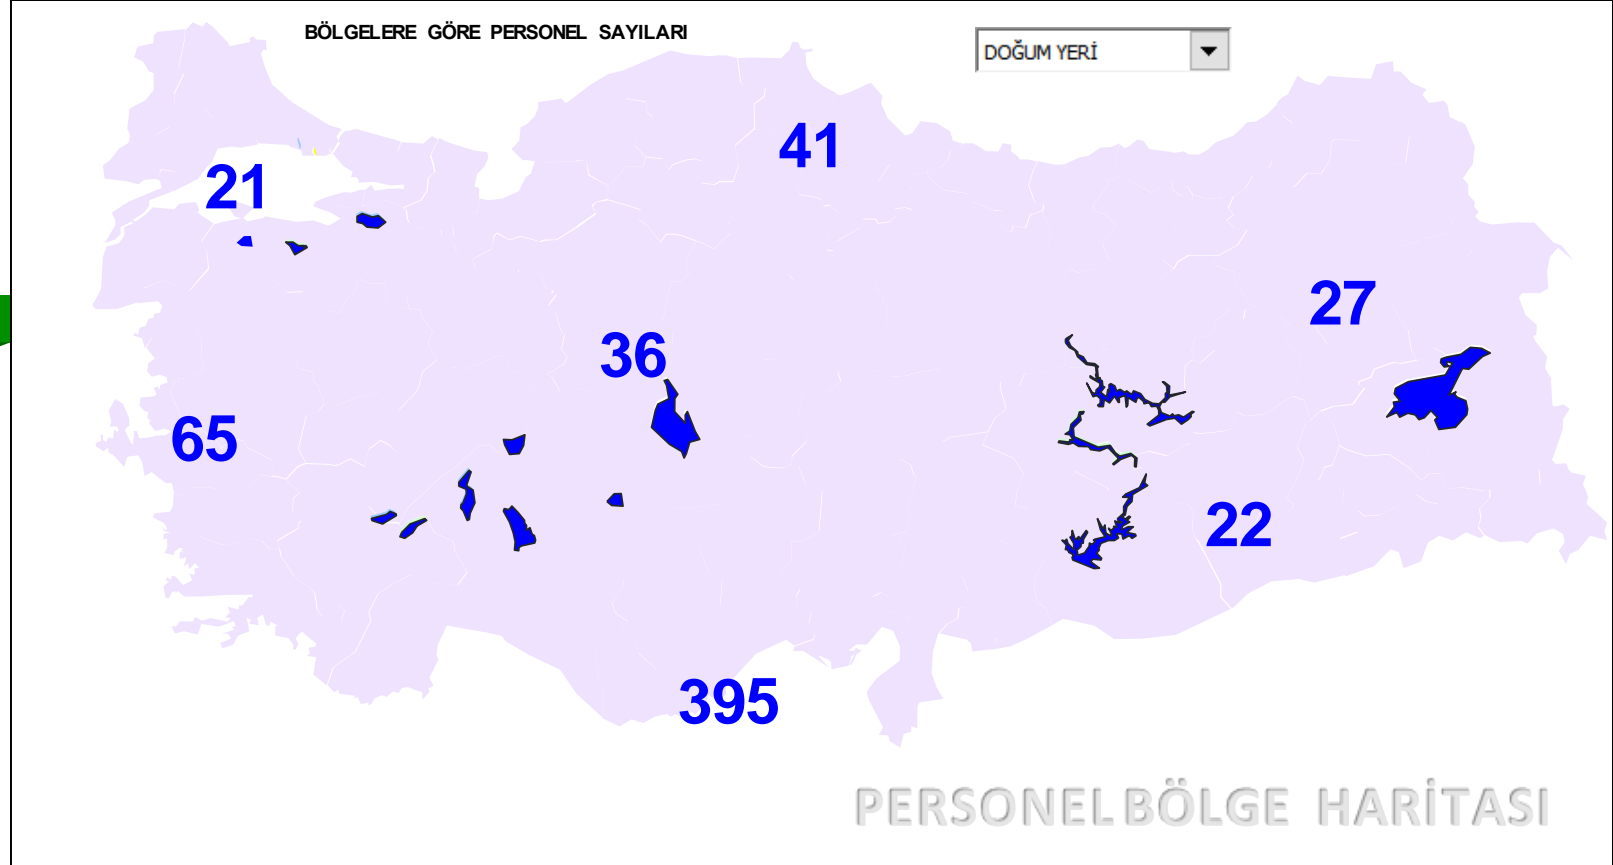 BÖLGELERE GÖRE PERSONEL SAYILARI
DOĞUM YERİ
41
21
27
36
65
22
395
PERSONEL BÖLGE HARİTASI